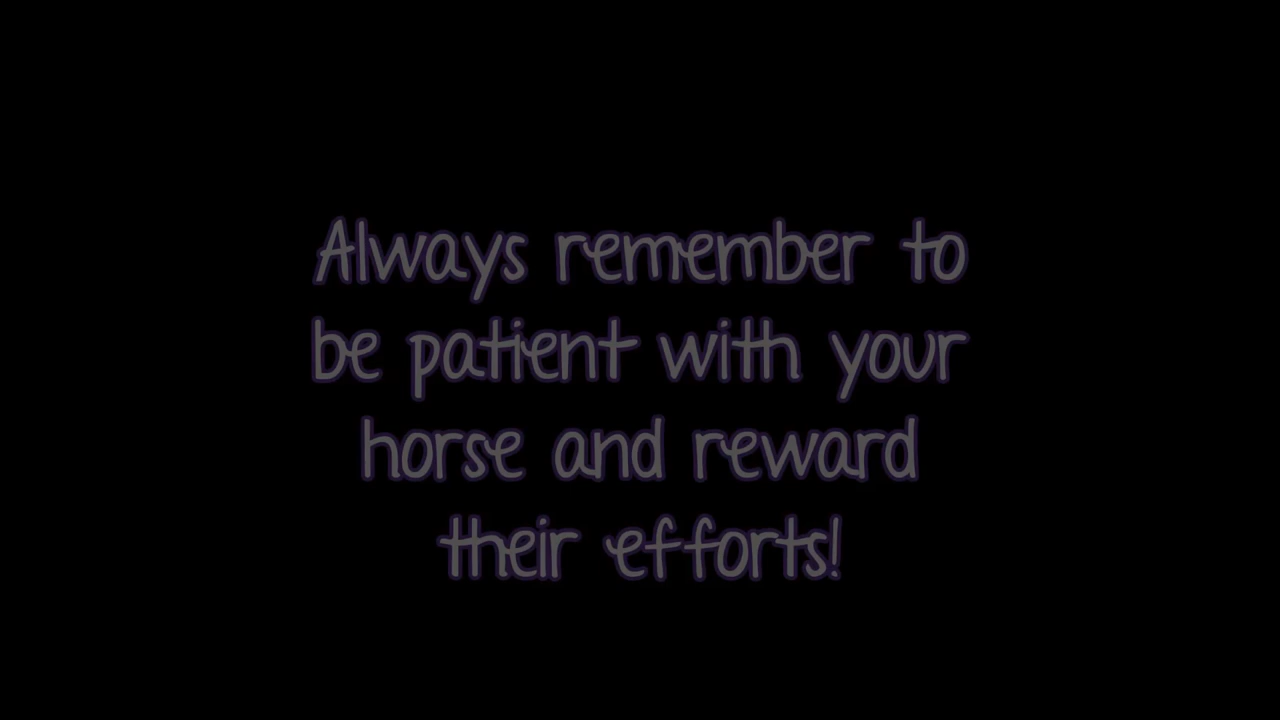 Always remember to
be patient with your
horse and reward
their efforts!